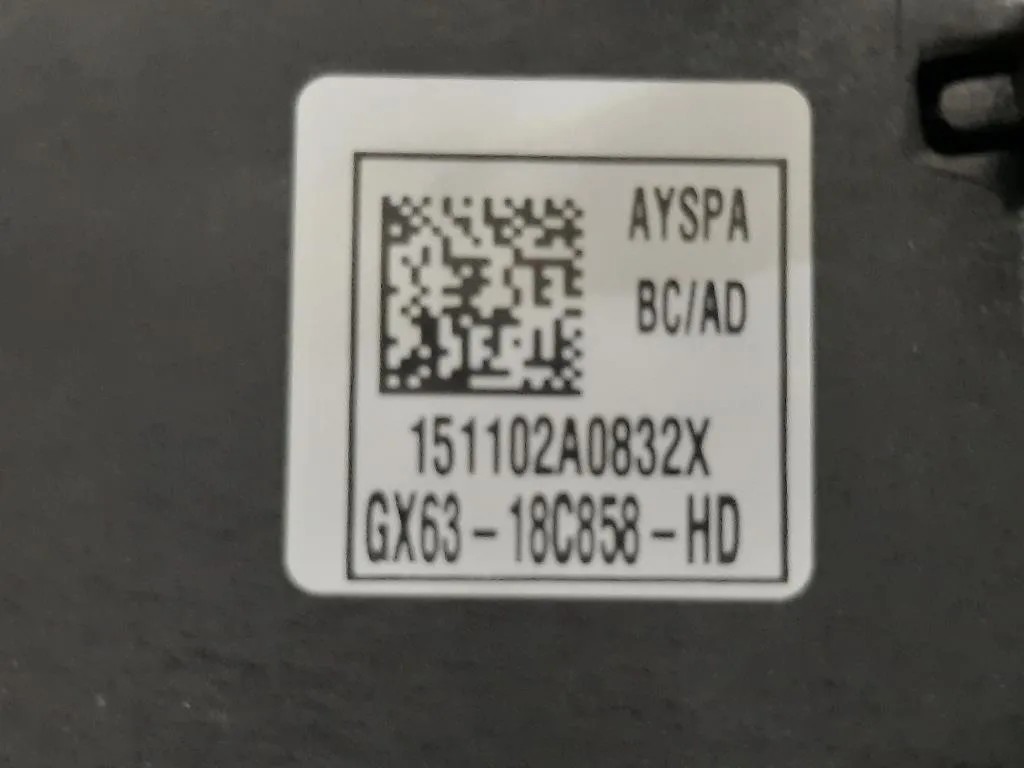 AYSPA
BC/AD
151102A0832X
GX63-18C858-HD